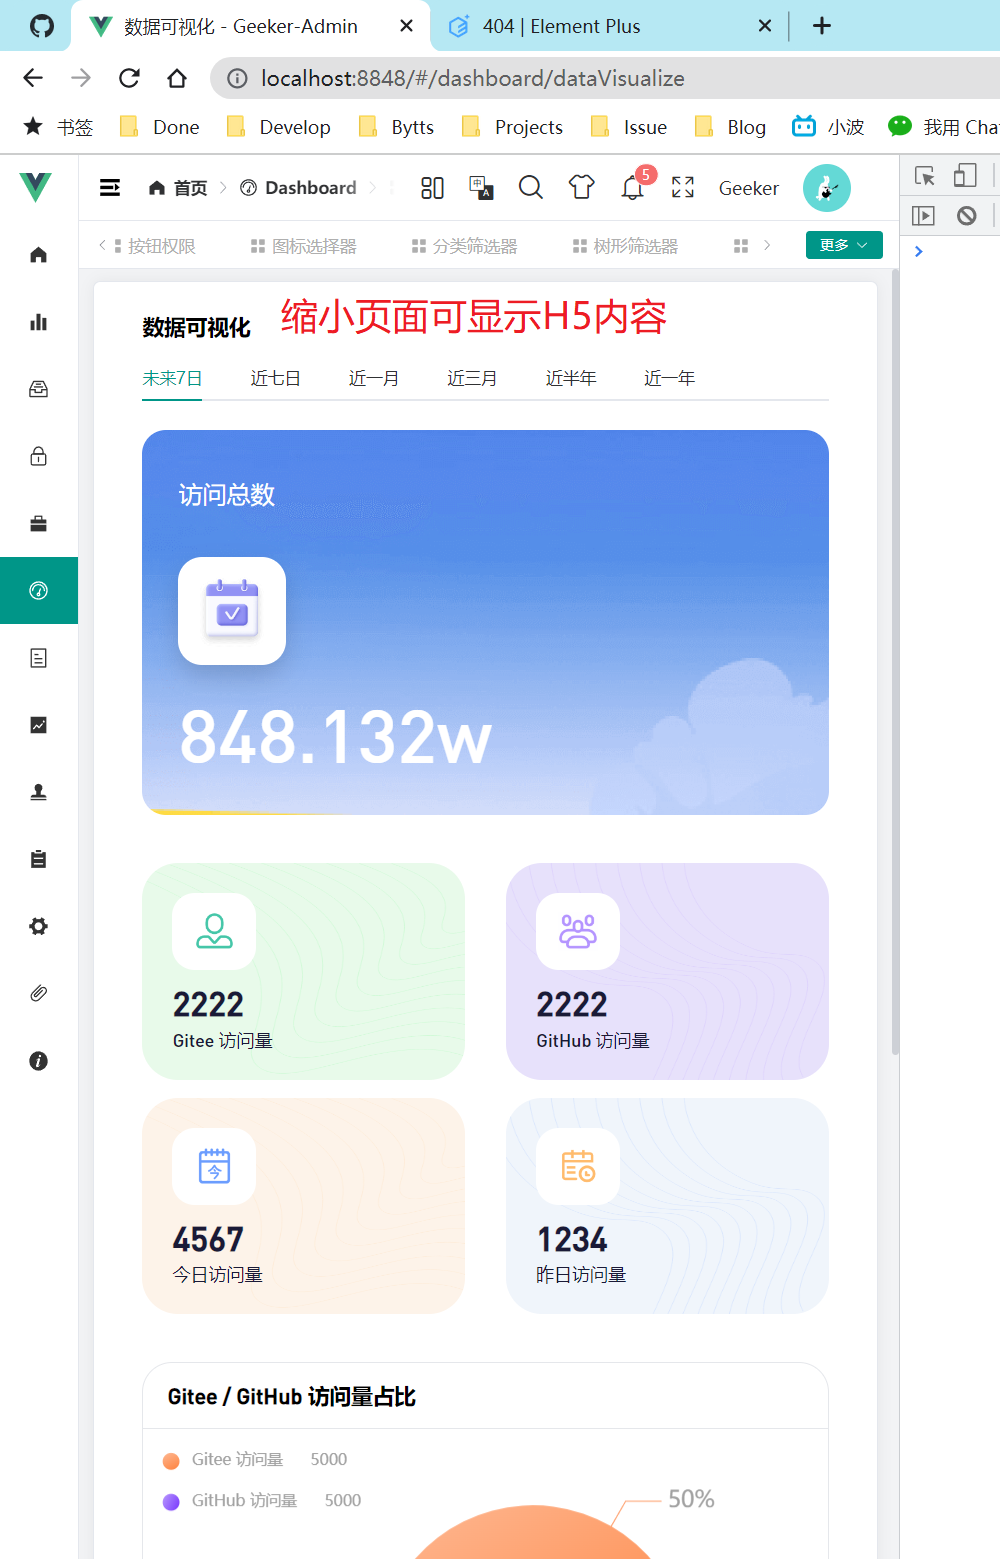 数据可视化 - Geeker-Admin
404 | Element Plus
localhost:8848/#/dashboard/dataVisualize
书签 Done Develop Bytts Projects Issue Blog 小波 我用 Cha
首页 Dashboard 中 A 5 Geeker
按钮权限 图标选择器 分类筛选器 树形筛选器 更多
数据可视化 缩小页面可显示H5内容
未来7日 近七日 近一月 近三月 近半年 近一年
访问总数
848.132w
2222 2222
Gitee 访问量 GitHub 访问量
今
4567 1234
今日访问量 昨日访问量
Gitee / GitHub 访问量占比
Gitee 访问量 5000
GitHub 访问量 5000
50%